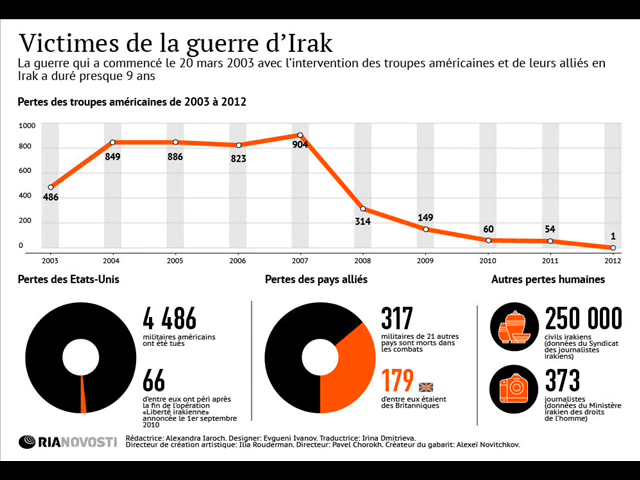 Victimes de la guerre d'Irak
La guerre qui a commencé le 20 mars 2003 avec l'intervention des troupes américaines et de leurs alliés en
Irak a duré presque 9 ans
Pertes des troupes américaines de 2003 à 2012
1000
800
600
400
200
0
486
849
886
823
904
314
149
60
54
1
2003 2004 2005 2006 2007 2008 2009 2010 2011 2012
Pertes des Etats-Unis
4 486
militaires américains
ont été tués
66
d'entre eux ont péri après
la fin de l'opération
«Liberté irakienne»
annoncée le 1er septembre
2010
Pertes des pays alliés
317
militaires de 21 autres
pays sont morts dans
les combats
179
d'entre eux étaient
des Britanniques
Autres pertes humaines
250 000
civils irakiens
(données du Syndicat
des journalistes
irakiens)
373
journalistes
(données du Ministère
irakien des droits
de l'homme)
RIANOVOSTI
Rédactrice: Alexandra Iaroch. Designer: Evgueni Ivanov. Traductrice: Irina Dmitrieva.
Directeur de création artistique: Ilia Rouderman. Directeur: Pavel Chorokh. Créateur du gabarit: Alexeï Novitchkov.